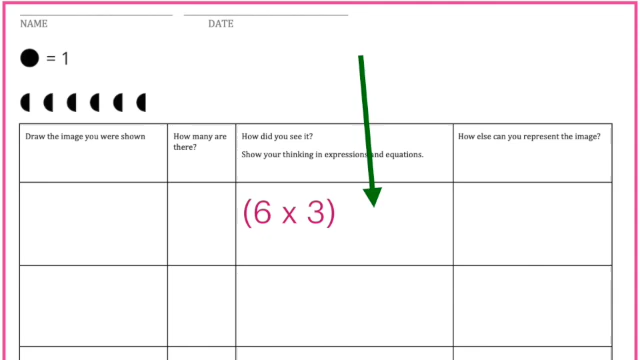 NAME
DATE
= 1
Draw the image you were shown
How many are
there?
How did you see it?
Show your thinking in expressions and equations.
How else can you represent the image?
(6 x 3)